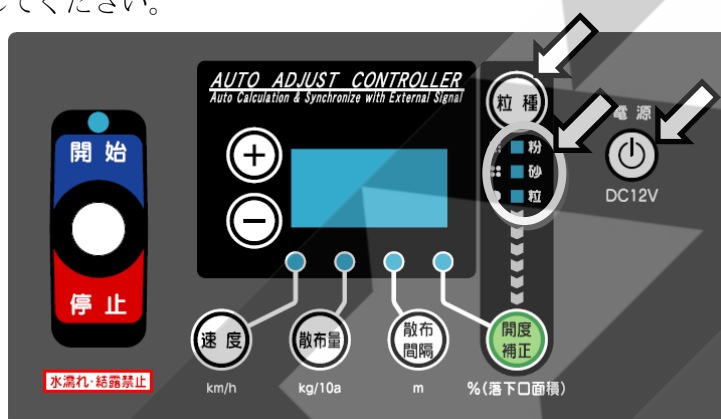 てください。
AUTO ADJUST CONTROLLER
Auto Calculation & Synchronize with External Signal
粒種
電源
開始
+
粉
砂
粒
DC12V
−
停止
速度
散布量
散布
間隔
開度
補正
水濡れ・結露禁止
km/h
kg/10a
m
%(落下口面積)